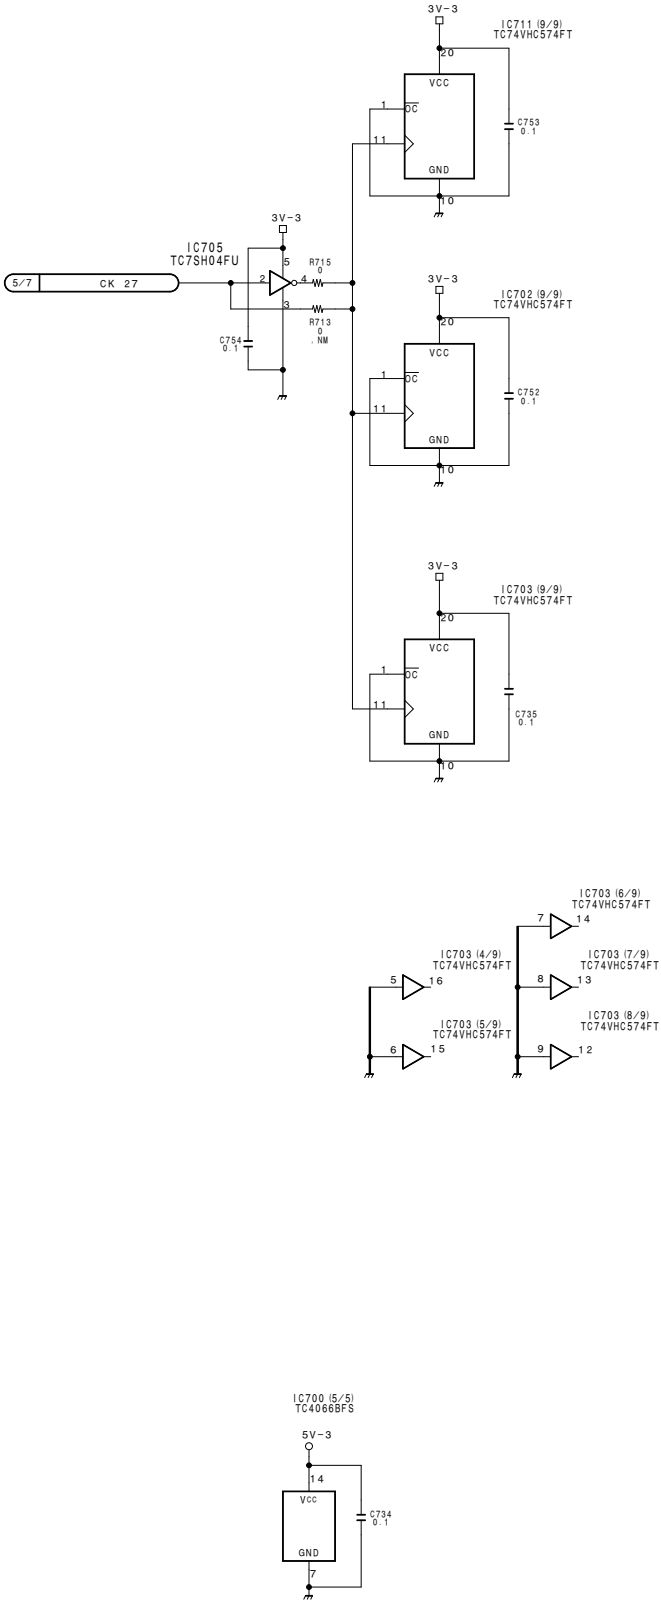 3V-3
IC711 (9/9)
TC74VHC574FT
20
VCC
1
OC
C753
0.1
11
GND
10
3V-3
IC705
TC7SH04FU
5
R715
0
5/7
CK 27
2
4
3
R713
0
, NM
C754
0.1
3V-3
IC702 (9/9)
TC74VHC574FT
20
VCC
1
OC
C752
0.1
11
GND
10
3V-3
IC703 (9/9)
TC74VHC574FT
20
VCC
1
OC
11
C735
0.1
GND
10
IC703 (6/9)
TC74VHC574FT
7
14
IC703 (4/9)
TC74VHC574FT
5
16
IC703 (7/9)
TC74VHC574FT
8
13
IC703 (5/9)
TC74VHC574FT
6
15
IC703 (8/9)
TC74VHC574FT
9
12
IC700 (5/5)
TC4066BFS
5V-3
14
Vcc
C734
0.1
GND
7